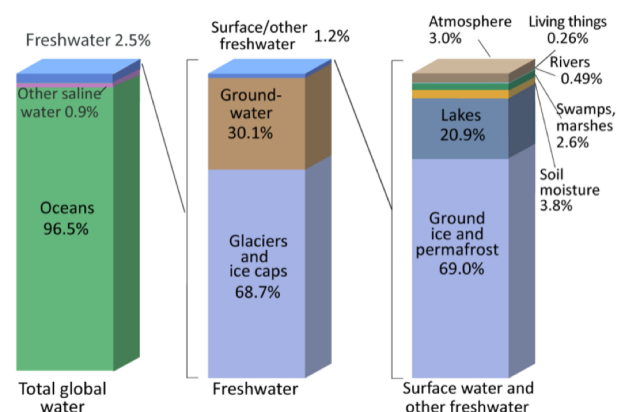 Freshwater 2.5%
Other saline
water 0.9%
Oceans
96.5%
Total global
water
Surface/other
freshwater 1.2%
Ground-
water
30.1%
Glaciers
and
ice caps
68.7%
Freshwater
Atmosphere
3.0%
Living things
0.26%
Rivers
0.49%
Swamps,
marshes
2.6%
Soil
moisture
3.8%
Lakes
20.9%
Ground
ice and
permafrost
69.0%
Surface water and
other freshwater